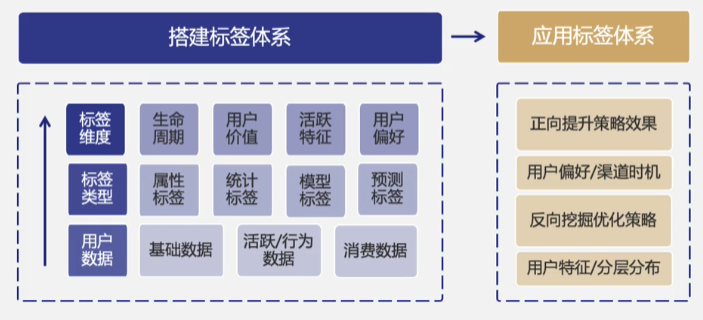 搭建标签体系
应用标签体系
标签
维度
生命
周期
用户
价值
活跃
特征
用户
偏好
标签
类型
属性
标签
统计
标签
模型
标签
预测
标签
用户
数据
基础数据
活跃/行为
数据
消费数据
正向提升策略效果
用户偏好/渠道时机
反向挖掘优化策略
用户特征/分层分布